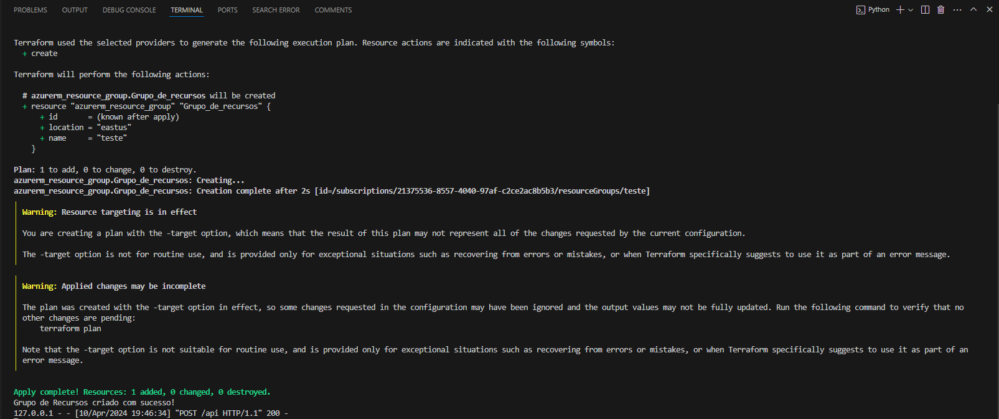 PROBLEMS OUTPUT DEBUG CONSOLE TERMINAL PORTS SEARCH ERROR COMMENTS Python
Terraform used the selected providers to generate the following execution plan. Resource actions are indicated with the following symbols:
+ create
Terraform will perform the following actions:
# azurerm_resource_group.Grupo_de_recursos will be created
+ resource "azurerm_resource_group" "Grupo_de_recursos" {
+ id = (known after apply)
+ location = "eastus"
+ name = "teste"
}
Plan: 1 to add, 0 to change, 0 to destroy.
azurerm_resource_group.Grupo_de_recursos: Creating...
azurerm_resource_group.Grupo_de_recursos: Creation complete after 2s [id=/subscriptions/21375536-8557-4040-97af-c2ce2ac8b5b3/resourceGroups/teste]
Warning: Resource targeting is in effect
You are creating a plan with the -target option, which means that the result of this plan may not represent all of the changes requested by the current configuration.
The -target option is not for routine use, and is provided only for exceptional situations such as recovering from errors or mistakes, or when Terraform specifically suggests to use it as part of an error message.
Warning: Applied changes may be incomplete
The plan was created with the -target option in effect, so some changes requested in the configuration may have been ignored and the output values may not be fully updated. Run the following command to verify that no
other changes are pending:
terraform plan
Note that the -target option is not suitable for routine use, and is provided only for exceptional situations such as recovering from errors or mistakes, or when Terraform specifically suggests to use it as part of an
error message.
Apply complete! Resources: 1 added, 0 changed, 0 destroyed.
Grupo de Recursos criado com sucesso!
127.0.0.1 - - [10/Apr/2024 19:46:34] "POST /api HTTP/1.1" 200 -